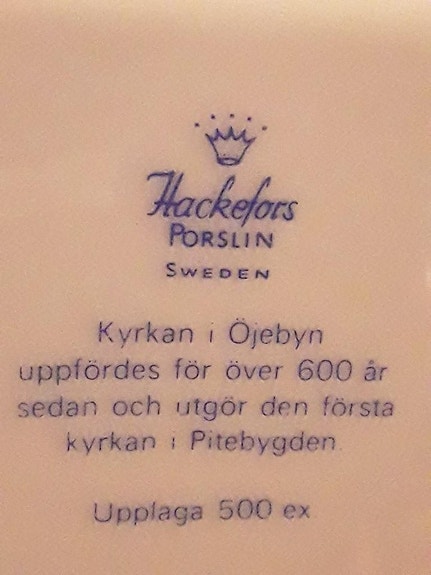 Hackefors
PORSLIN
SWEDEN
Kyrkan i Öjebyn
uppfördes för över 600 år
sedan och utgör den första
kyrkan i Pitebygden.
Upplaga 500 ex